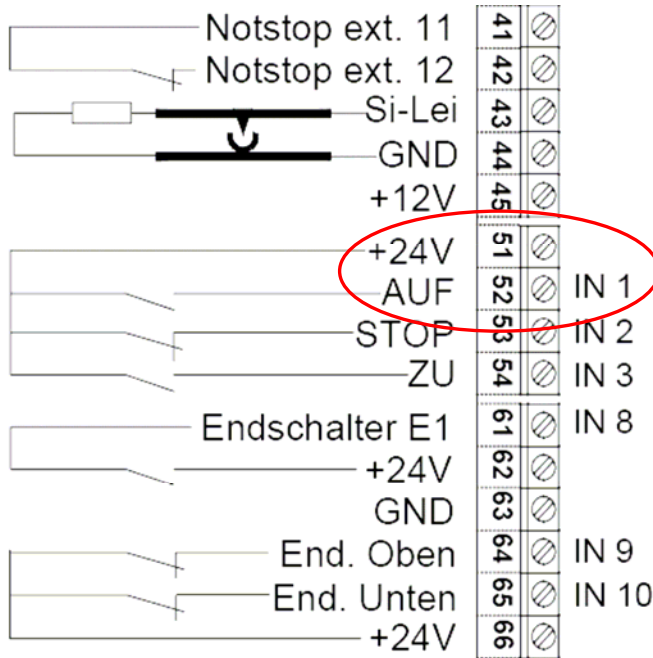 Notstop ext. 11 41
Notstop ext. 12 42
Si-Lei 43
GND 44
+12V 45
+24V 51
AUF 52 IN 1
STOP 53 IN 2
ZU 54 IN 3
Endschalter E1 61 IN 8
+24V 62
GND 63
End. Oben 64 IN 9
End. Unten 65 IN 10
+24V 66